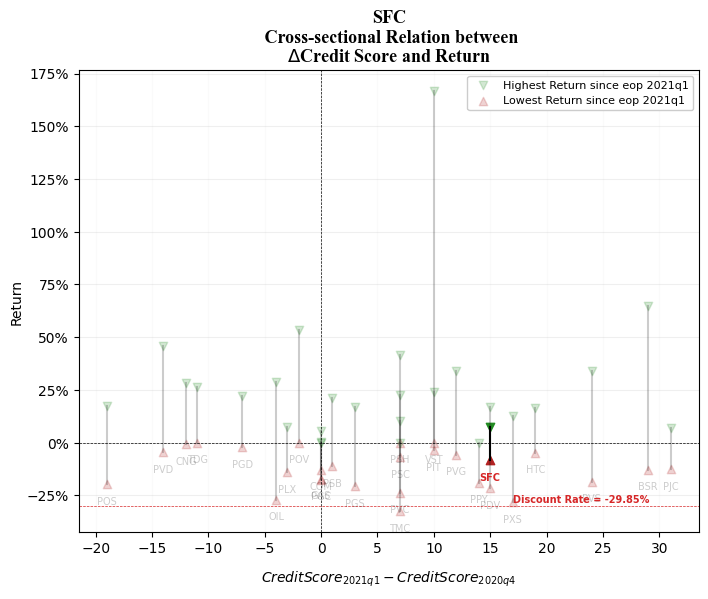 SFC
Cross-sectional Relation between
ΔCredit Score and Return
175%
150%
125%
100%
75%
50%
25%
0%
−25%
Return
Highest Return since eop 2021q1
Lowest Return since eop 2021q1
POS
PVD
CNG
PGD
OIL
PLX
POV
PGS
PSC
TMC
VST
PIT
PVG
PPY
SFC
PDV
PXS
HTC
BSR
PJC
Discount Rate = -29.85%
−20
−15
−10
−5
0
5
10
15
20
25
30
CreditScore2021q1 − CreditScore2020q4